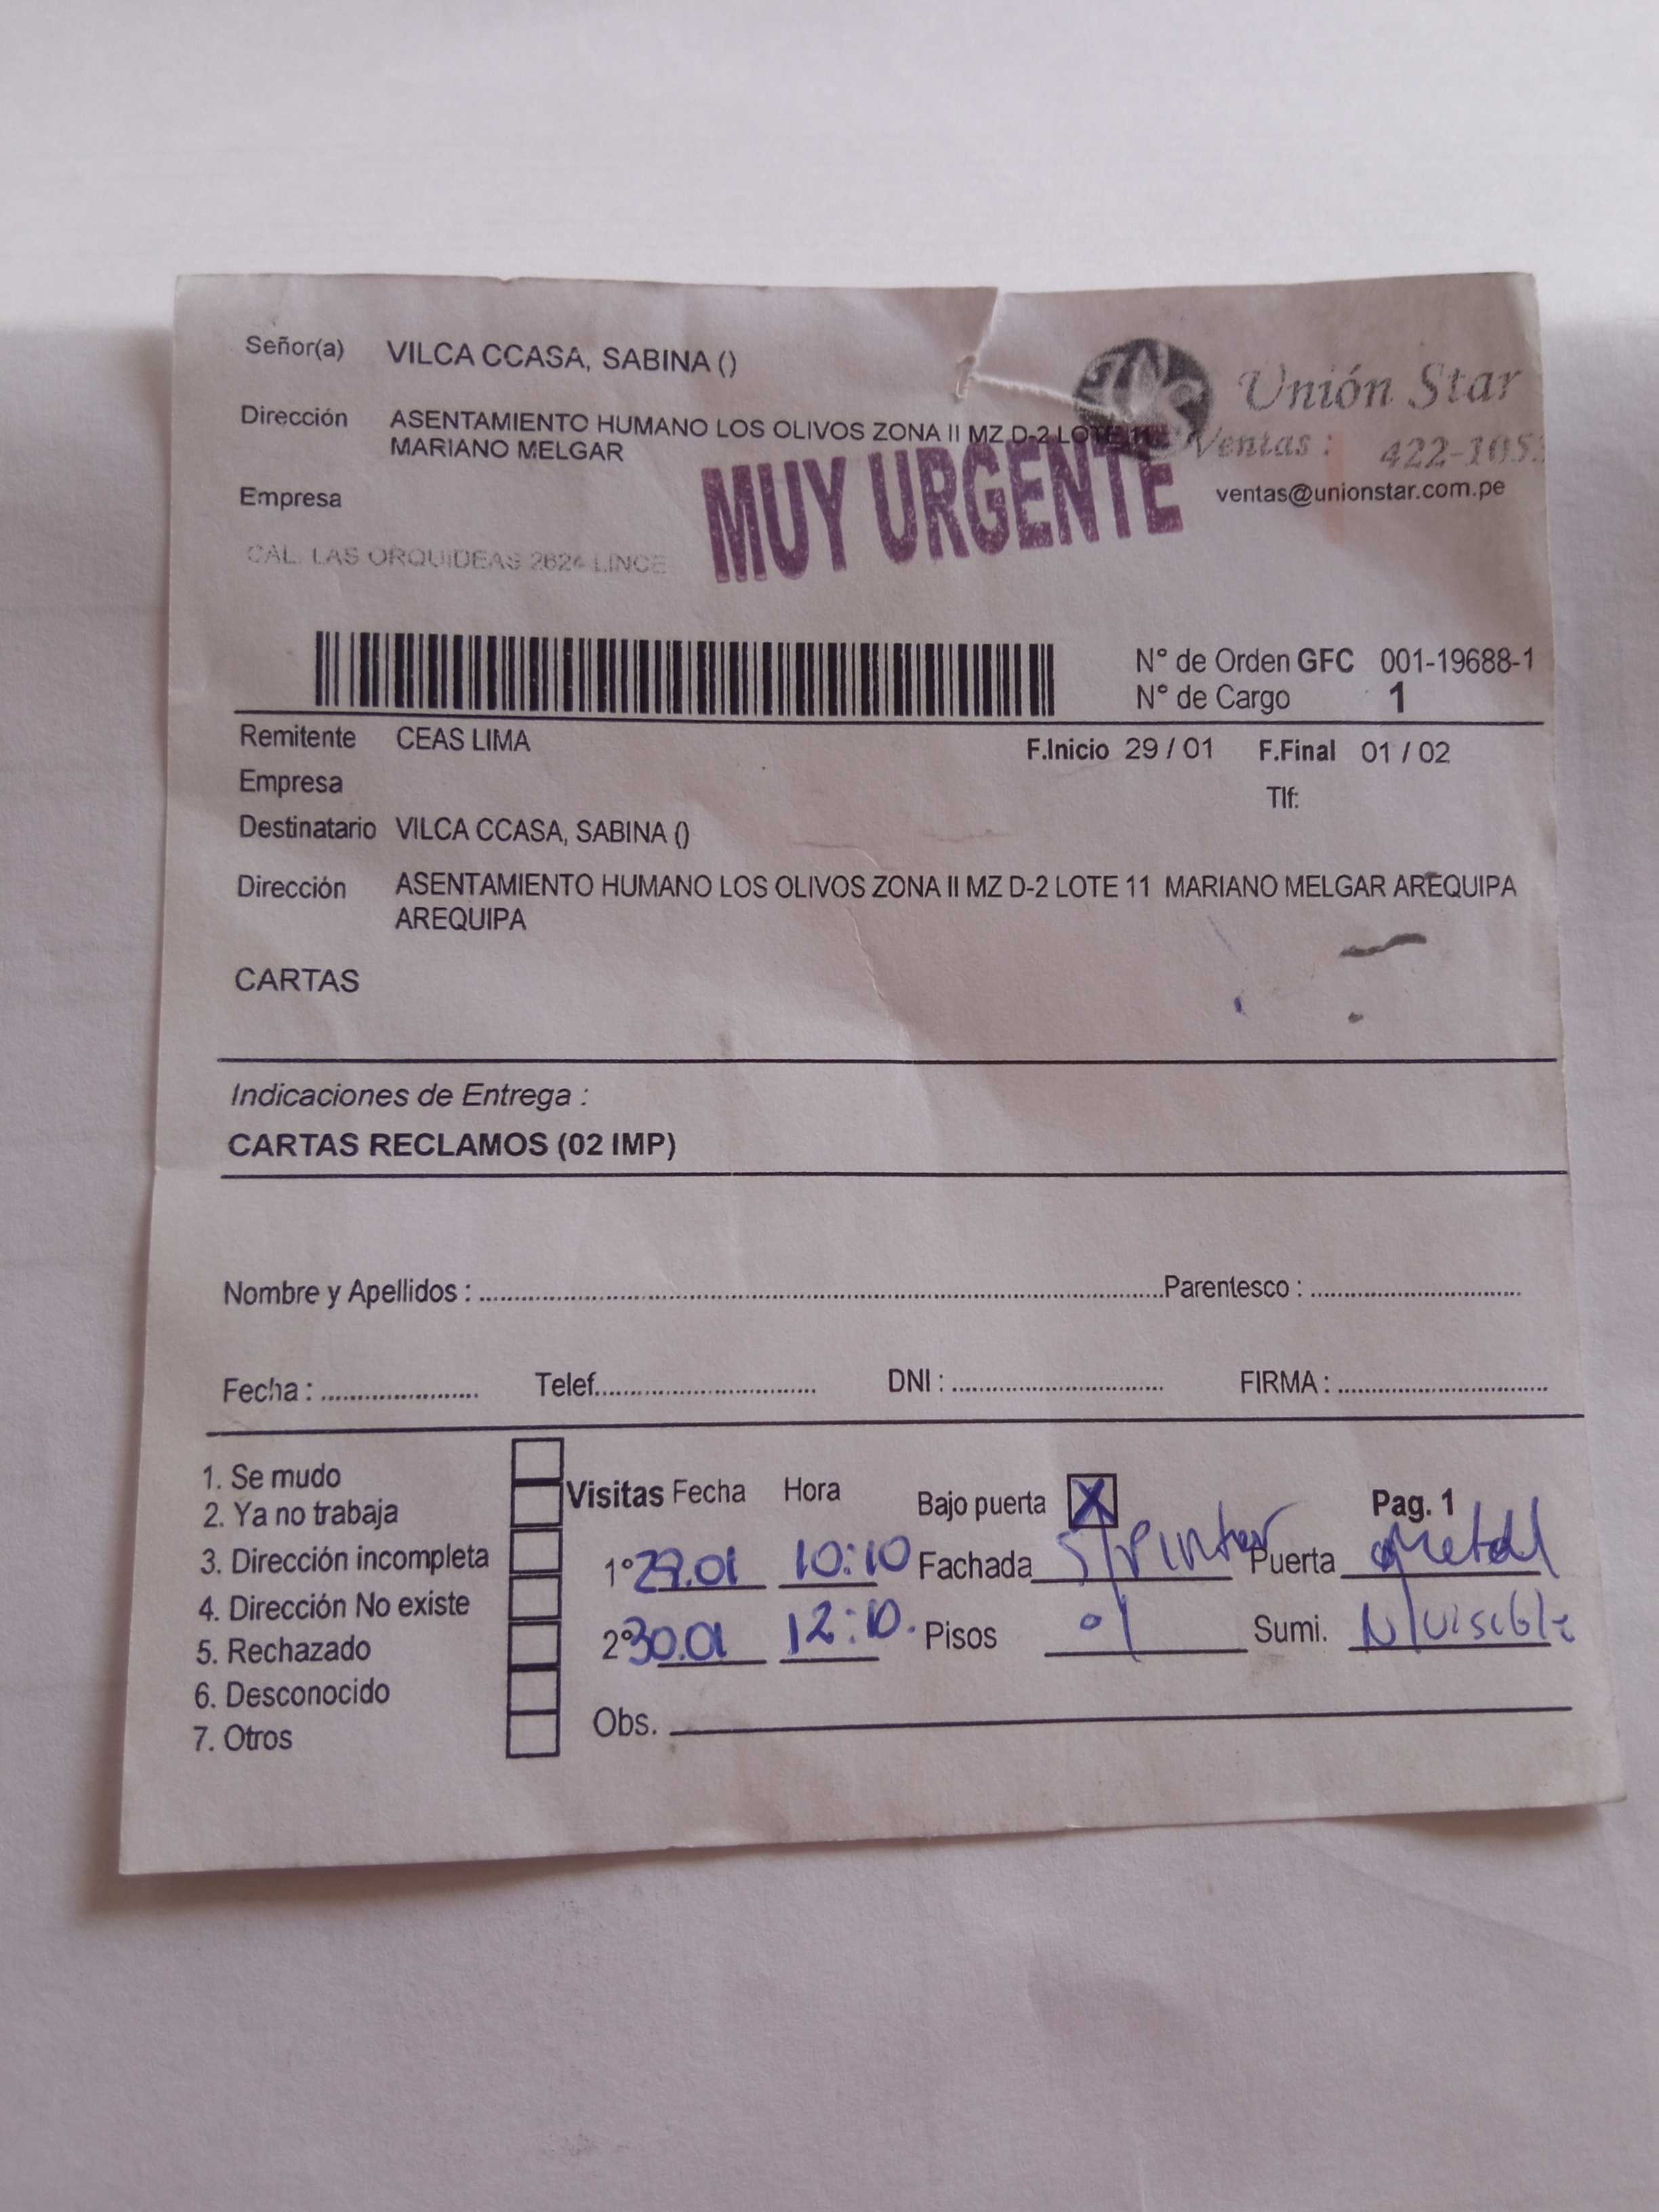 Señor(a) VILCA CCASA, SABINA ()
Dirección ASENTAMIENTO HUMANO LOS OLIVOS ZONA II MZ D-2 LOTE 11
MARIANO MELGAR
Unión Star
Ventas : 422-105
ventas@unionstar.com.pe
Empresa
MUY URGENTE
CAL. LAS ORQUIDEAS 2624 LINCE
N° de Orden GFC 001-19688-1
N° de Cargo 1
Remitente CEAS LIMA
F.Inicio 29 / 01 F.Final 01 / 02
Empresa
Tlf:
Destinatario VILCA CCASA, SABINA ()
Dirección ASENTAMIENTO HUMANO LOS OLIVOS ZONA II MZ D-2 LOTE 11 MARIANO MELGAR AREQUIPA
AREQUIPA
CARTAS
Indicaciones de Entrega :
CARTAS RECLAMOS (02 IMP)
Nombre y Apellidos : Parentesco :
Fecha : Telef. DNI : FIRMA :
1. Se mudo
2. Ya no trabaja
3. Dirección incompleta
4. Dirección No existe
5. Rechazado
6. Desconocido
7. Otros
Visitas Fecha Hora Bajo puerta X Pag. 1
1° 29.01 10:10 Fachada S/Pintar Puerta Metal
2° 30.01 12:10. Pisos 01 Sumi. N/visible
Obs.